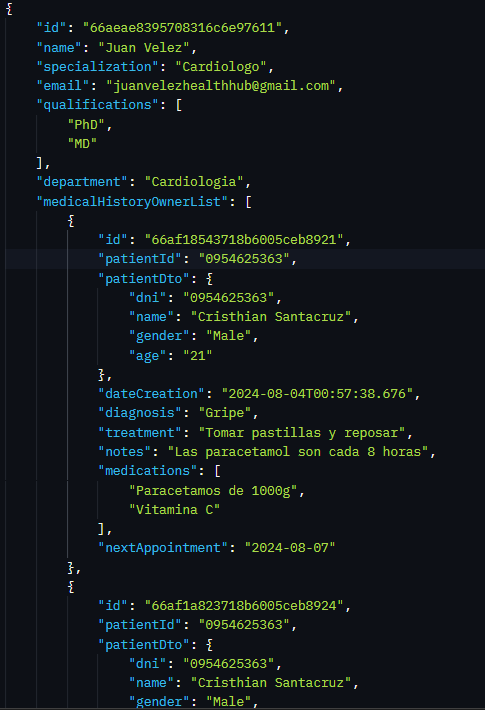 {
    "id": "66aeae8395708316c6e97611",
    "name": "Juan Velez",
    "specialization": "Cardiologo",
    "email": "juanvelezhealthhub@gmail.com",
    "qualifications": [
        "PhD",
        "MD"
    ],
    "department": "Cardiologia",
    "medicalHistoryOwnerList": [
        {
            "id": "66af18543718b6005ceb8921",
            "patientId": "0954625363",
            "patientDto": {
                "dni": "0954625363",
                "name": "Cristhian Santacruz",
                "gender": "Male",
                "age": "21"
            },
            "dateCreation": "2024-08-04T00:57:38.676",
            "diagnosis": "Gripe",
            "treatment": "Tomar pastillas y reposar",
            "notes": "Las paracetamol son cada 8 horas",
            "medications": [
                "Paracetamos de 1000g",
                "Vitamina C"
            ],
            "nextAppointment": "2024-08-07"
        },
        {
            "id": "66af1a823718b6005ceb8924",
            "patientId": "0954625363",
            "patientDto": {
                "dni": "0954625363",
                "name": "Cristhian Santacruz",
                "gender": "Male",